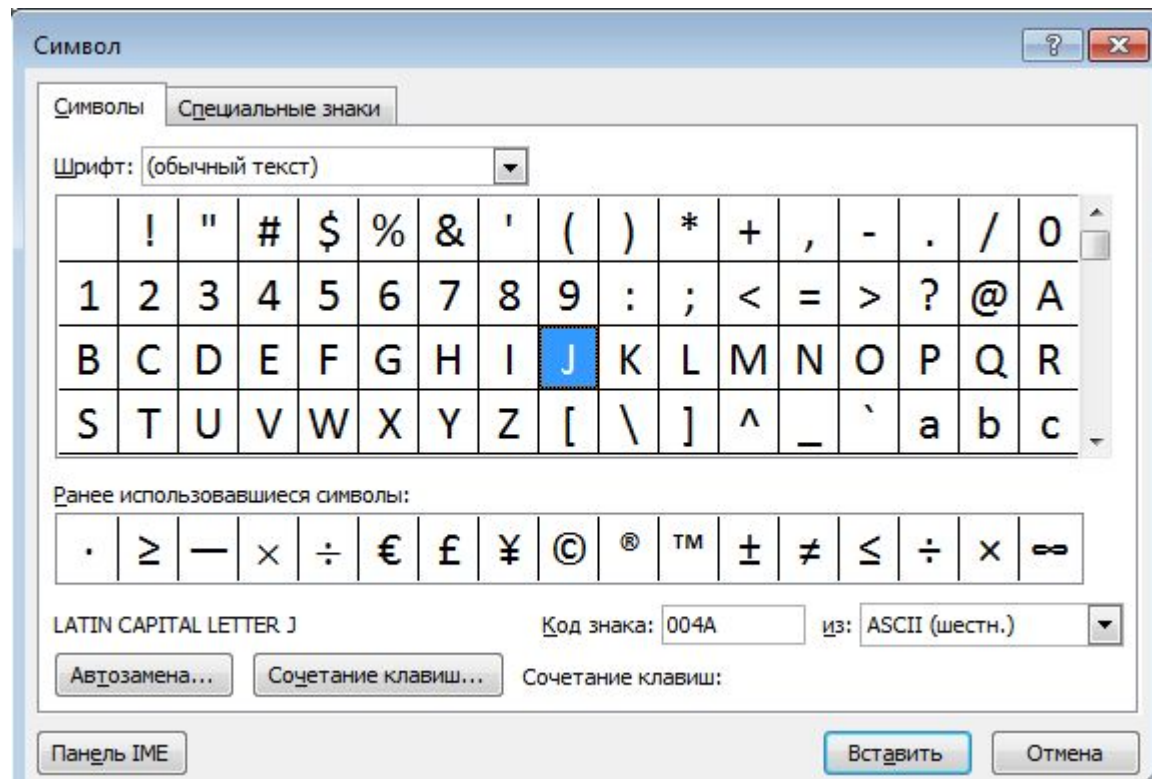 Символ
Символы Специальные знаки
Шрифт: (обычный текст)
! " # $ % & ' ( ) * + , - . / 0
1 2 3 4 5 6 7 8 9 : ; < = > ? @ A
B C D E F G H I J K L M N O P Q R
S T U V W X Y Z [ \ ] ^ _ ` a b c
Ранее использовавшиеся символы:
· ≥ — × ÷ € £ ¥ © ® ™ ± ≠ ≤ ÷ × ∞
LATIN CAPITAL LETTER J Код знака: 004A из: ASCII (шестн.)
Автозамена... Сочетание клавиш... Сочетание клавиш:
Панель IME Вставить Отмена